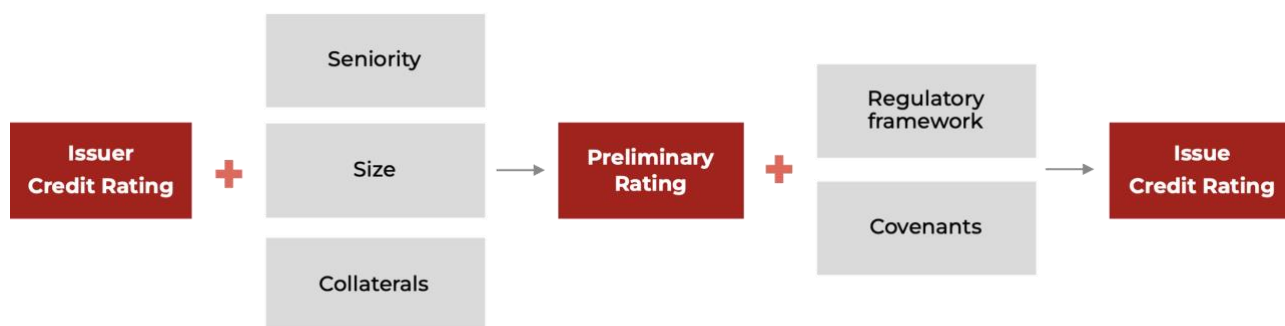 Seniority
Size
Collaterals
Issuer
Credit Rating
Preliminary
Rating
Regulatory
framework
Covenants
Issue
Credit Rating